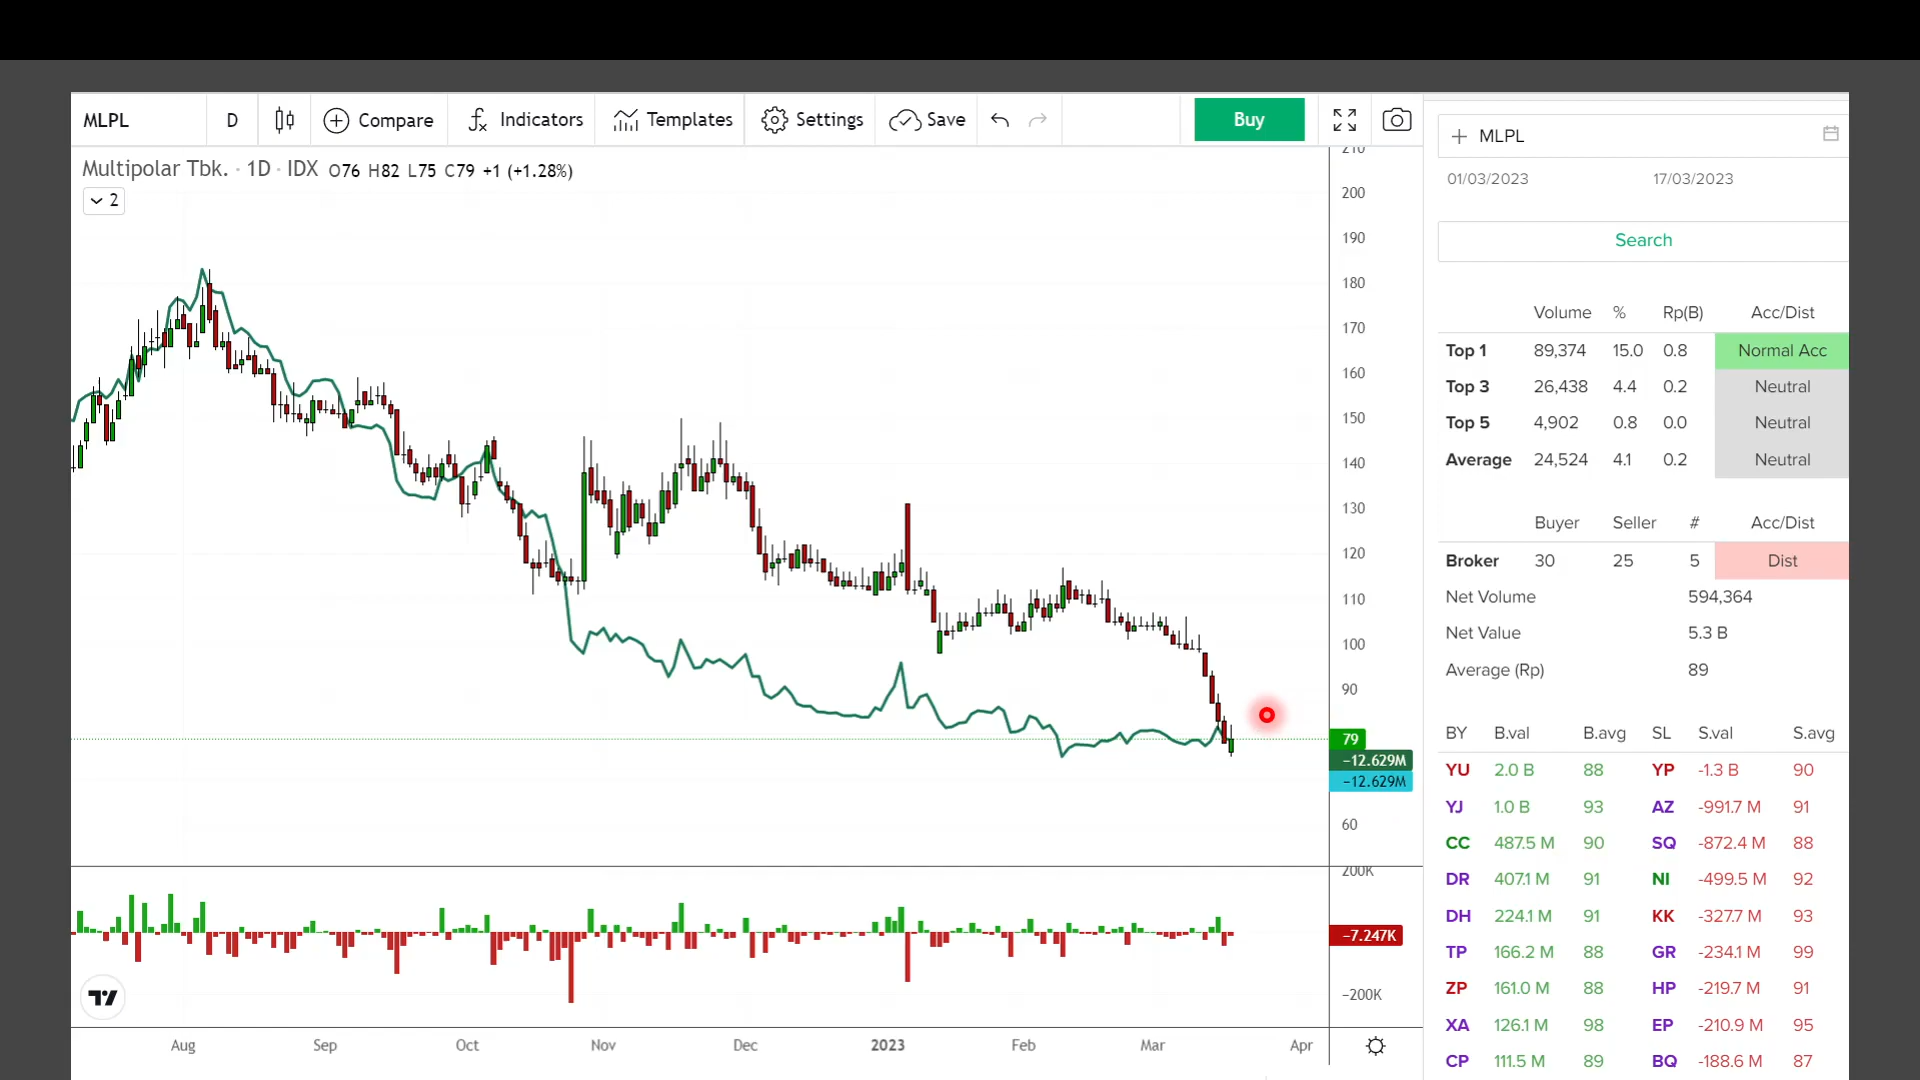 MLPL D Compare Indicators Templates Settings Save Buy
Multipolar Tbk. · 1D · IDX O76 H82 L75 C79 +1 (+1.28%)
2
210
200
190
180
170
160
150
140
130
120
110
100
90
79
−12.629M
−12.629M
60
200K
−7.247K
−200K
Aug Sep Oct Nov Dec 2023 Feb Mar Apr
MLPL
01/03/2023 17/03/2023
Search
Volume % Rp(B) Acc/Dist
Top 1 89,374 15.0 0.8 Normal Acc
Top 3 26,438 4.4 0.2 Neutral
Top 5 4,902 0.8 0.0 Neutral
Average 24,524 4.1 0.2 Neutral
Buyer Seller # Acc/Dist
Broker 30 25 5 Dist
Net Volume 594,364
Net Value 5.3 B
Average (Rp) 89
BY B.val B.avg SL S.val S.avg
YU 2.0 B 88 YP -1.3 B 90
YJ 1.0 B 93 AZ -991.7 M 91
CC 487.5 M 90 SQ -872.4 M 88
DR 407.1 M 91 NI -499.5 M 92
DH 224.1 M 91 KK -327.7 M 93
TP 166.2 M 88 GR -234.1 M 99
ZP 161.0 M 88 HP -219.7 M 91
XA 126.1 M 98 EP -210.9 M 95
CP 111.5 M 89 BQ -188.6 M 87